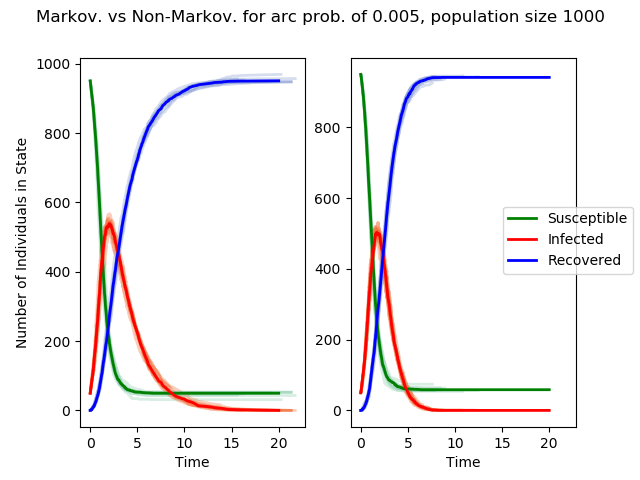 Markov. vs Non-Markov. for arc prob. of 0.005, population size 1000
Number of Individuals in State
1000
800
600
400
200
0
0 5 10 15 20
Time
800
600
400
200
0
0 5 10 15 20
Time
Susceptible
Infected
Recovered